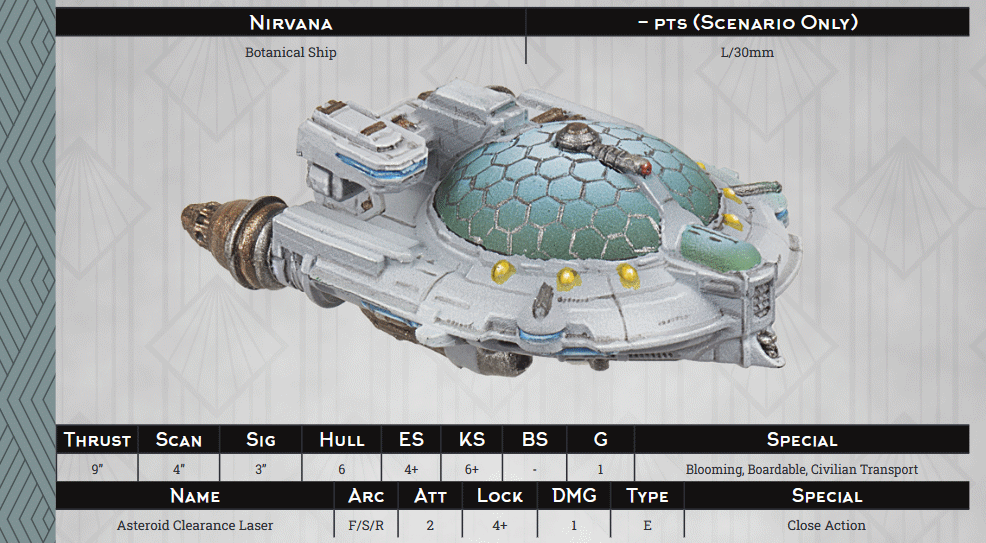 Nirvana
– pts (Scenario Only)
Botanical Ship
L/30mm
Thrust Scan Sig Hull ES KS BS G Special
9” 4” 3” 6 4+ 6+ - 1 Blooming, Boardable, Civilian Transport
Name Arc Att Lock DMG Type Special
Asteroid Clearance Laser F/S/R 2 4+ 1 E Close Action